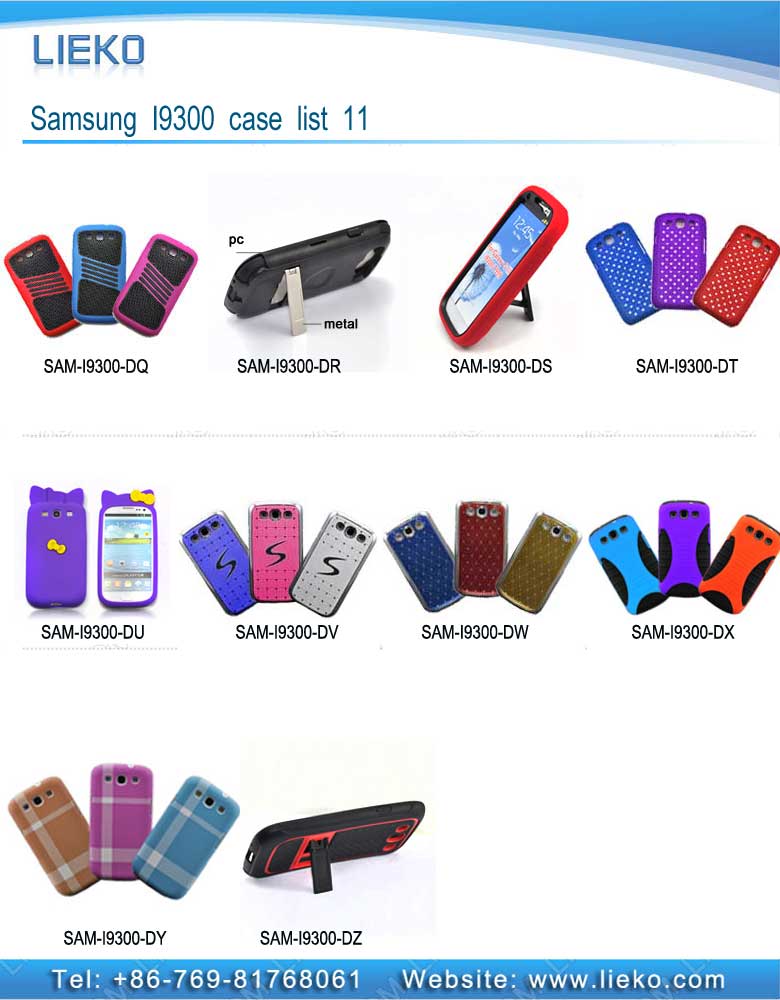 LIEKO
Samsung I9300 case list 11
pc
metal
12:45
SAM-I9300-DQ
SAM-I9300-DR
SAM-I9300-DS
SAM-I9300-DT
SAM-I9300-DU
SAM-I9300-DV
SAM-I9300-DW
SAM-I9300-DX
SAM-I9300-DY
SAM-I9300-DZ
Tel: +86-769-81768061 Website: www.lieko.com